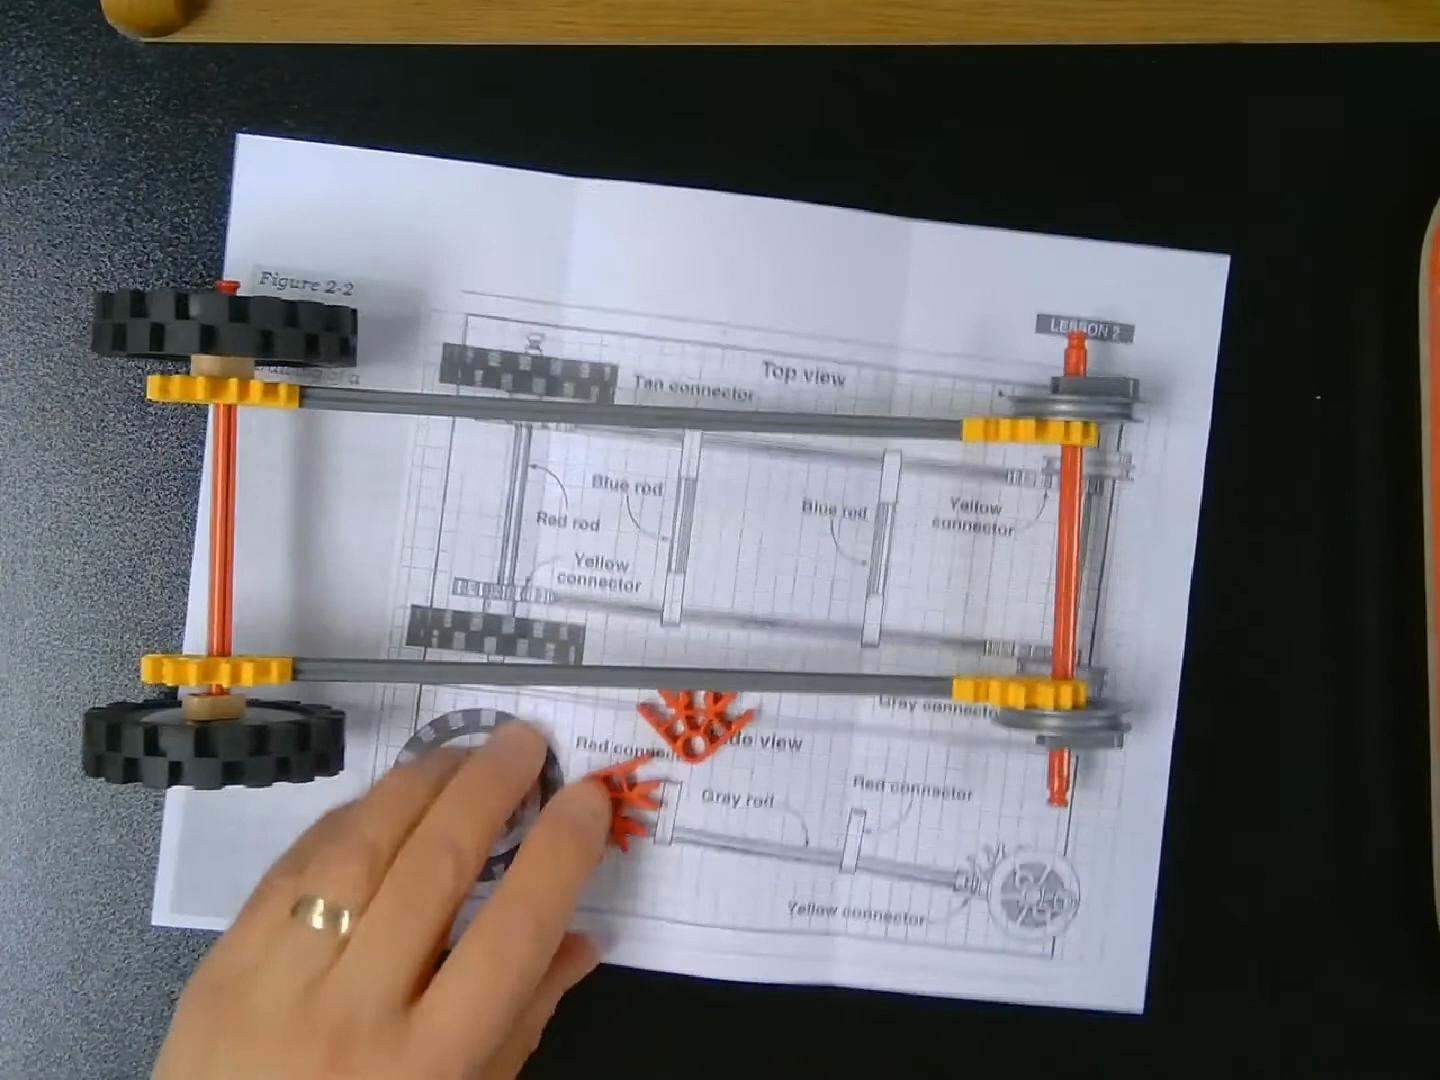 Figure 2-2
LESSON 2
Top view
Tan connector
Blue rod
Blue rod
Yellow
connector
Red rod
Yellow
connector
Gray connector
Red connec
de view
Gray rod
Red connector
Yellow connector